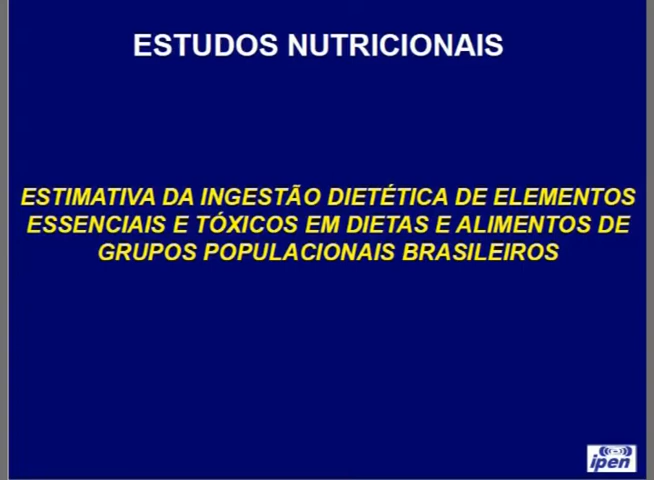 ESTUDOS NUTRICIONAIS
ESTIMATIVA DA INGESTÃO DIETÉTICA DE ELEMENTOS
ESSENCIAIS E TÓXICOS EM DIETAS E ALIMENTOS DE
GRUPOS POPULACIONAIS BRASILEIROS
ipen